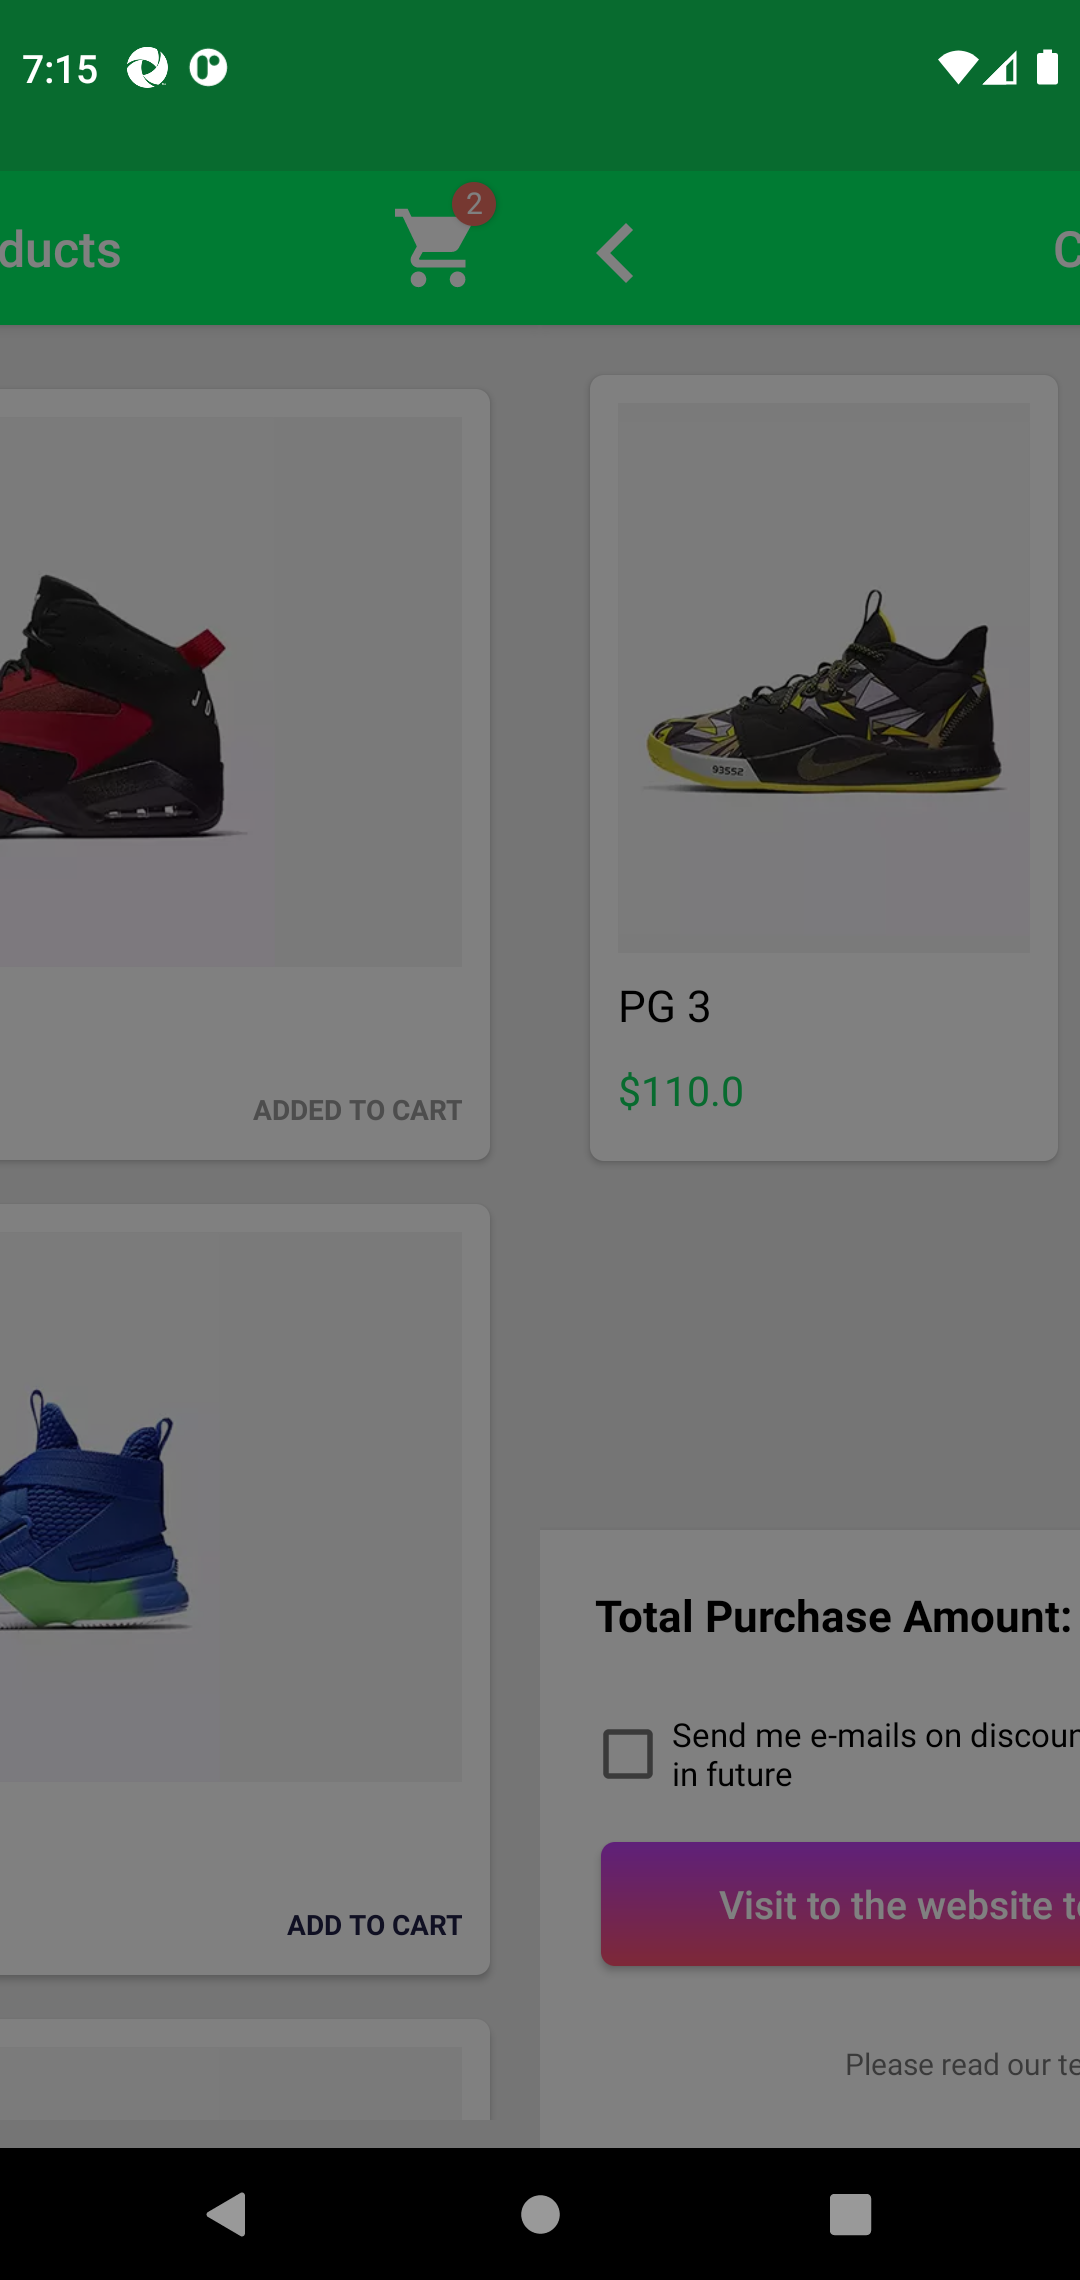 7:15
ducts
2
C
ADDED TO CART
93552
PG 3
$110.0
ADD TO CART
Total Purchase Amount:
Send me e-mails on discoun
in future
Visit to the website t
Please read our te